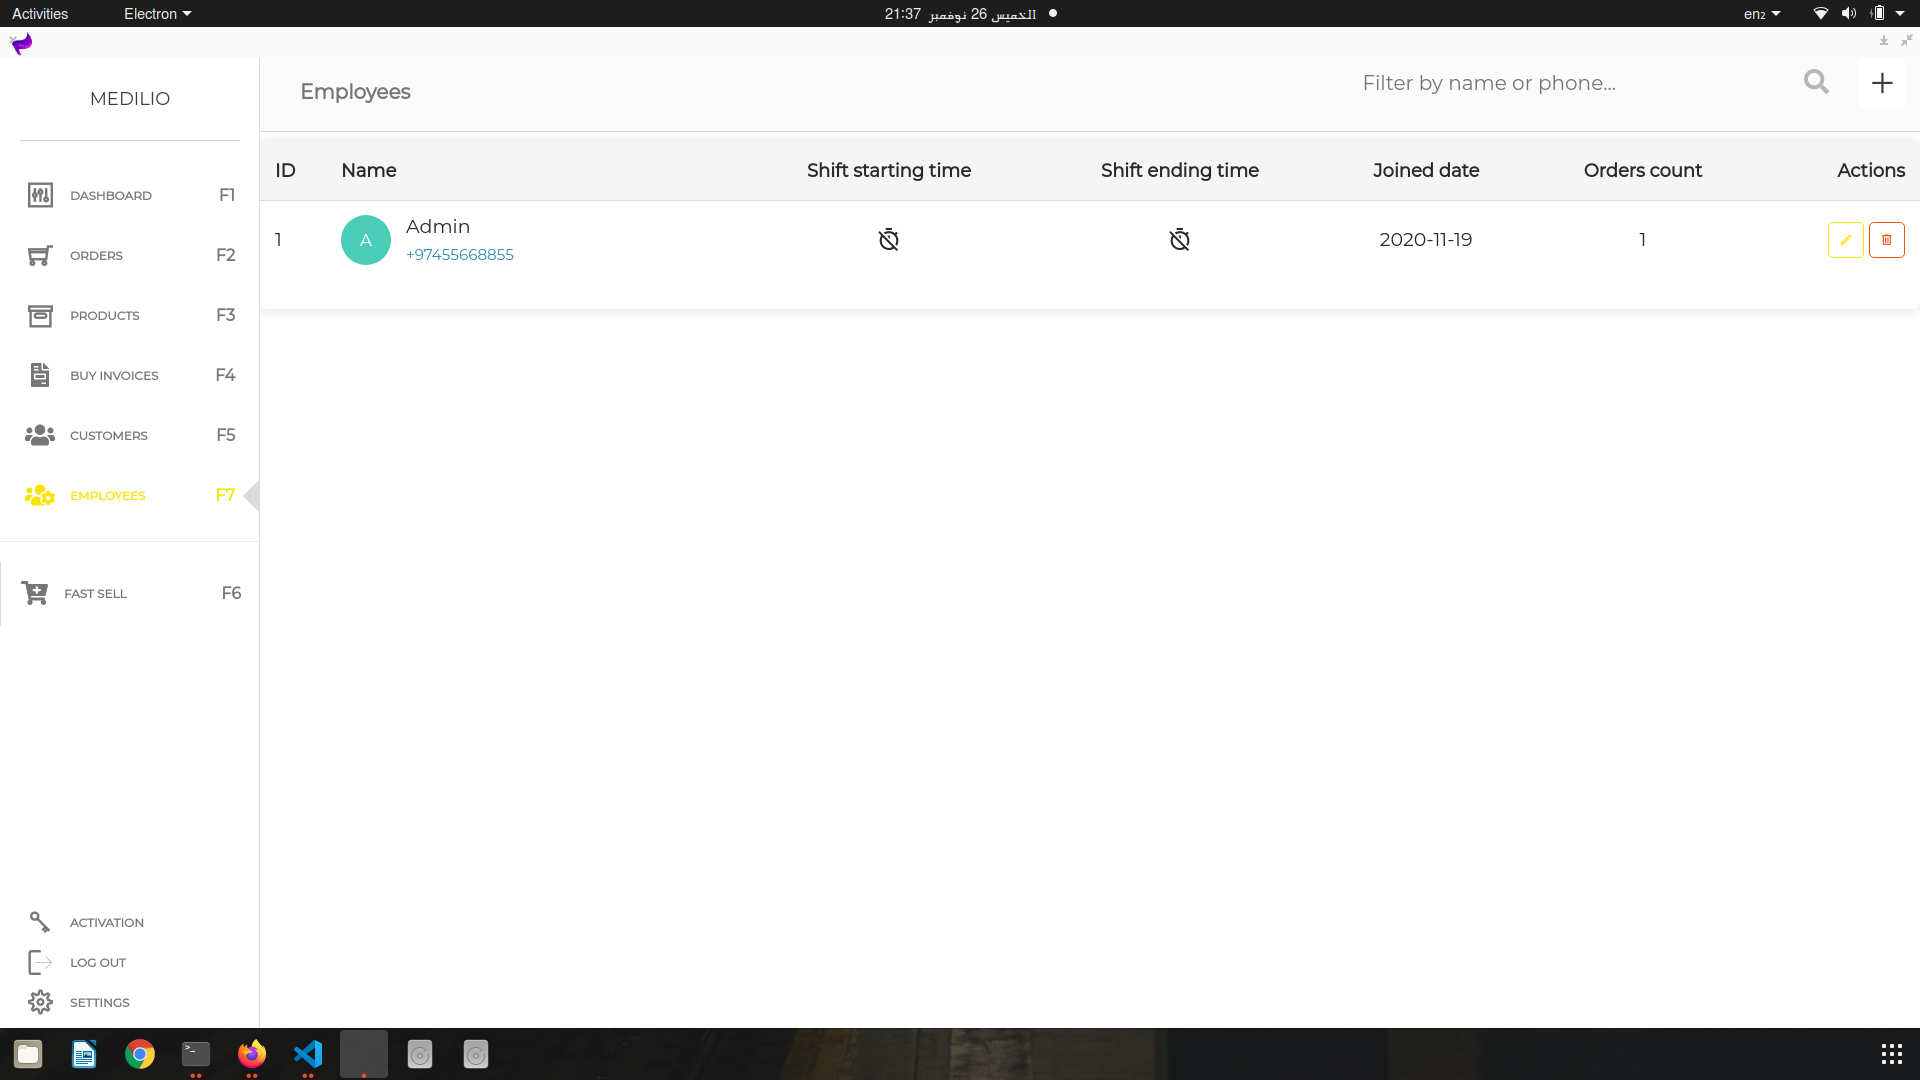 Activities
Electron
الخميس 26 نوفمبر 21:37
en₂
MEDILIO
Employees
Filter by name or phone...
DASHBOARD F1
ORDERS F2
PRODUCTS F3
BUY INVOICES F4
CUSTOMERS F5
EMPLOYEES F7
FAST SELL F6
ACTIVATION
LOG OUT
SETTINGS
ID Name Shift starting time Shift ending time Joined date Orders count Actions
1 A Admin 2020-11-19 1
+97455668855